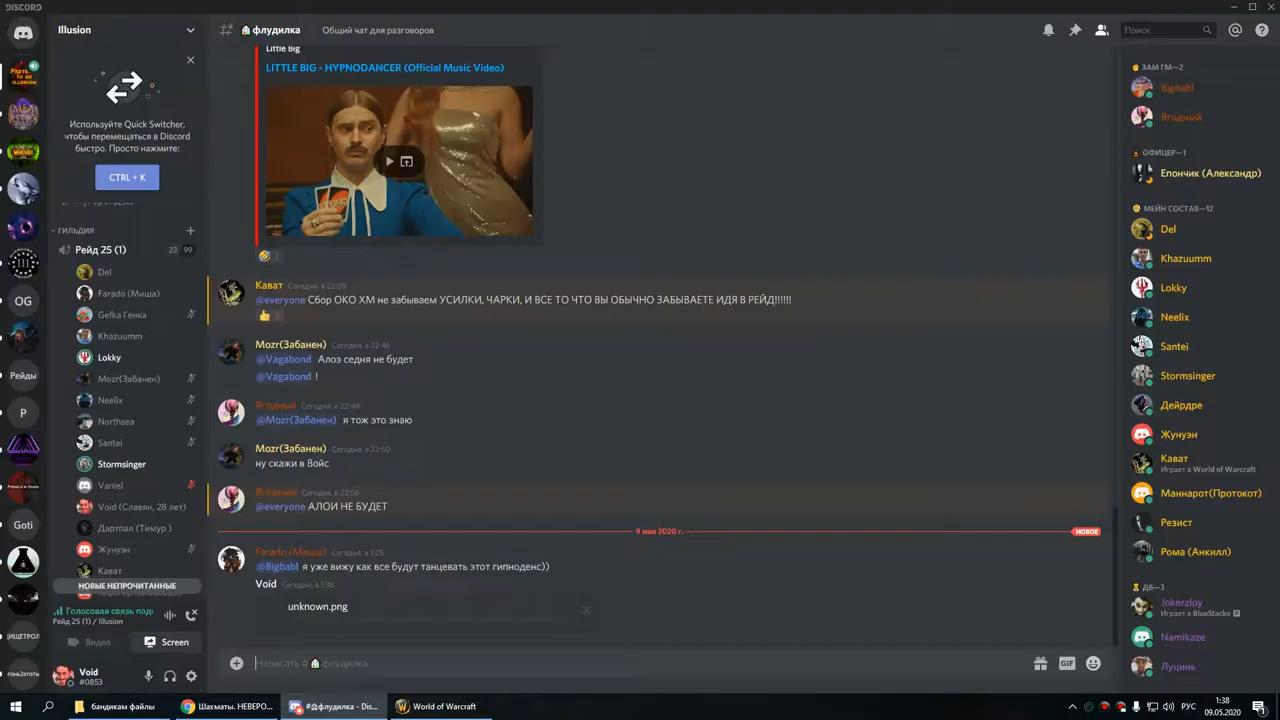 DISCORD
Illusion
флудилка
Общий чат для разговоров
Поиск
Используйте Quick Switcher,
чтобы перемещаться в Discord
быстро. Просто нажмите:
CTRL + K
ГИЛЬДИЯ
Рейд 25 (1)
23 99
Del
Farado (Миша)
Gefka Генка
Khazuumm
Lokky
Mozr(Забанен)
Neelix
Northsea
Santei
Stormsinger
Vaniel
Void (Славян, 28 лет)
Дартпал (Тимур )
Жунуэн
Кават
НОВЫЕ НЕПРОЧИТАННЫЕ
Голосовая связь под
Рейд 25 (1) / Illusion
Видео
Screen
Void
#0853
OG
Рейды
P
Goti
Little Big
LITTLE BIG - HYPNODANCER (Official Music Video)
1
Кават Сегодня, в 22:05
@everyone Сбор ОКО ХМ не забываем УСИЛКИ, ЧАРКИ, И ВСЕ ТО ЧТО ВЫ ОБЫЧНО ЗАБЫВАЕТЕ ИДЯ В РЕЙД!!!!!!
3
Mozr(Забанен) Сегодня, в 22:46
@Vagabond Алоэ седня не будет
@Vagabond !
Ягодный Сегодня, в 22:49
@Mozr(Забанен) я тож это знаю
Mozr(Забанен) Сегодня, в 22:50
ну скажи в Войс
Ягодный Сегодня, в 22:56
@everyone АЛОИ НЕ БУДЕТ
9 мая 2020 г.
НОВОЕ
Farado (Миша) Сегодня, в 1:25
@Bigbabl я уже вижу как все будут танцевать этот гипноденс))
Void Сегодня, в 1:38
unknown.png
Написать #флудилка
GIF
ЗАМ ГМ—2
Bigbabl
Ягодный
ОФИЦЕР—1
Епончик (Александр)
МЕЙН СОСТАВ—12
Del
Khazuumm
Lokky
Neelix
Santei
Stormsinger
Дейрдре
Жунуэн
Кават
Играет в World of Warcraft
Маннарот(Протокот)
Резист
Рома (Анкилл)
ДВ—3
Jokerzloy
Играет в BlueStacks
Namikaze
Луцинь
бандикам файлы
Шахматы. НЕВЕРО...
#флудилка - Dis...
World of Warcraft
РУС
1:38
09.05.2020